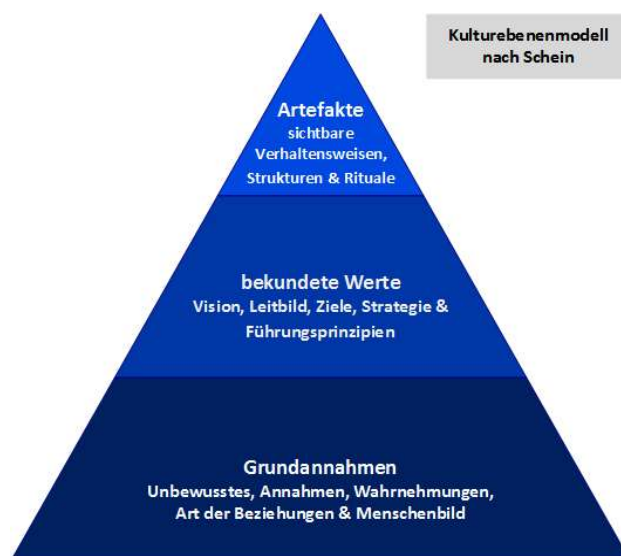 Kulturebenenmodell
nach Schein
Artefakte
sichtbare
Verhaltensweisen,
Strukturen & Rituale
bekundete Werte
Vision, Leitbild, Ziele, Strategie &
Führungsprinzipien
Grundannahmen
Unbewusstes, Annahmen, Wahrnehmungen,
Art der Beziehungen & Menschenbild